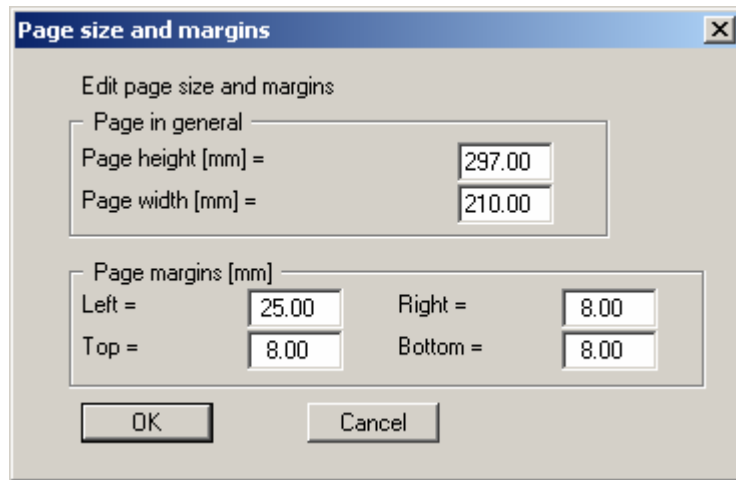 Page size and margins
Edit page size and margins
Page in general
Page height [mm] = 297.00
Page width [mm] = 210.00
Page margins [mm]
Left = 25.00 Right = 8.00
Top = 8.00 Bottom = 8.00
OK Cancel